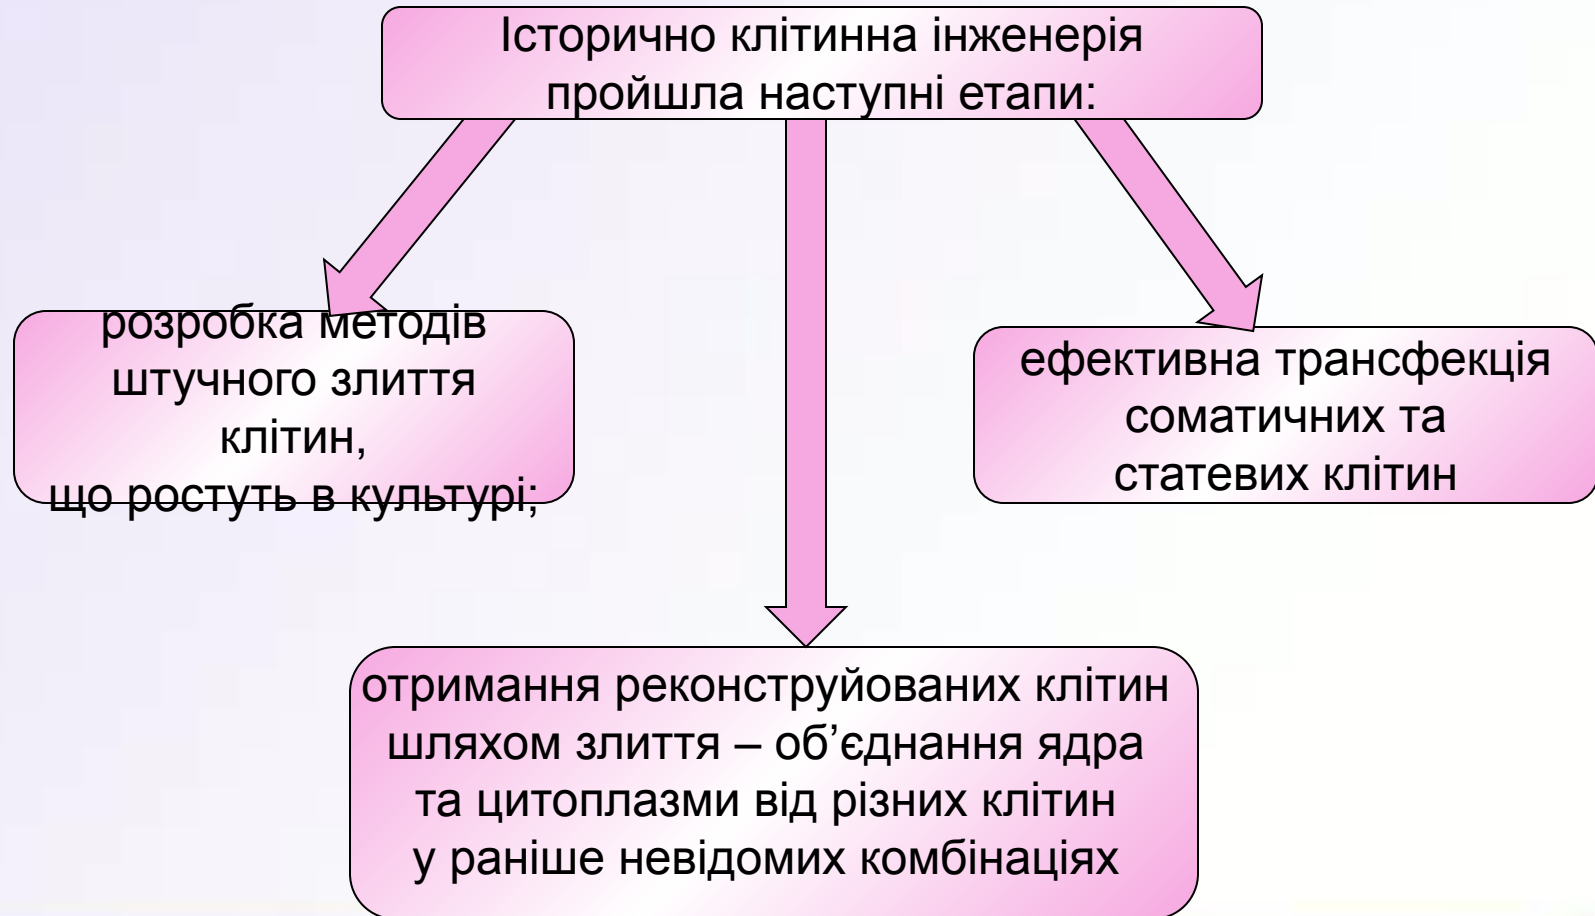 Історично клітинна інженерія
пройшла наступні етапи:
розробка методів
штучного злиття
клітин,
що ростуть в культурі;
ефективна трансфекція
соматичних та
статевих клітин
отримання реконструйованих клітин
шляхом злиття – об’єднання ядра
та цитоплазми від різних клітин
у раніше невідомих комбінаціях